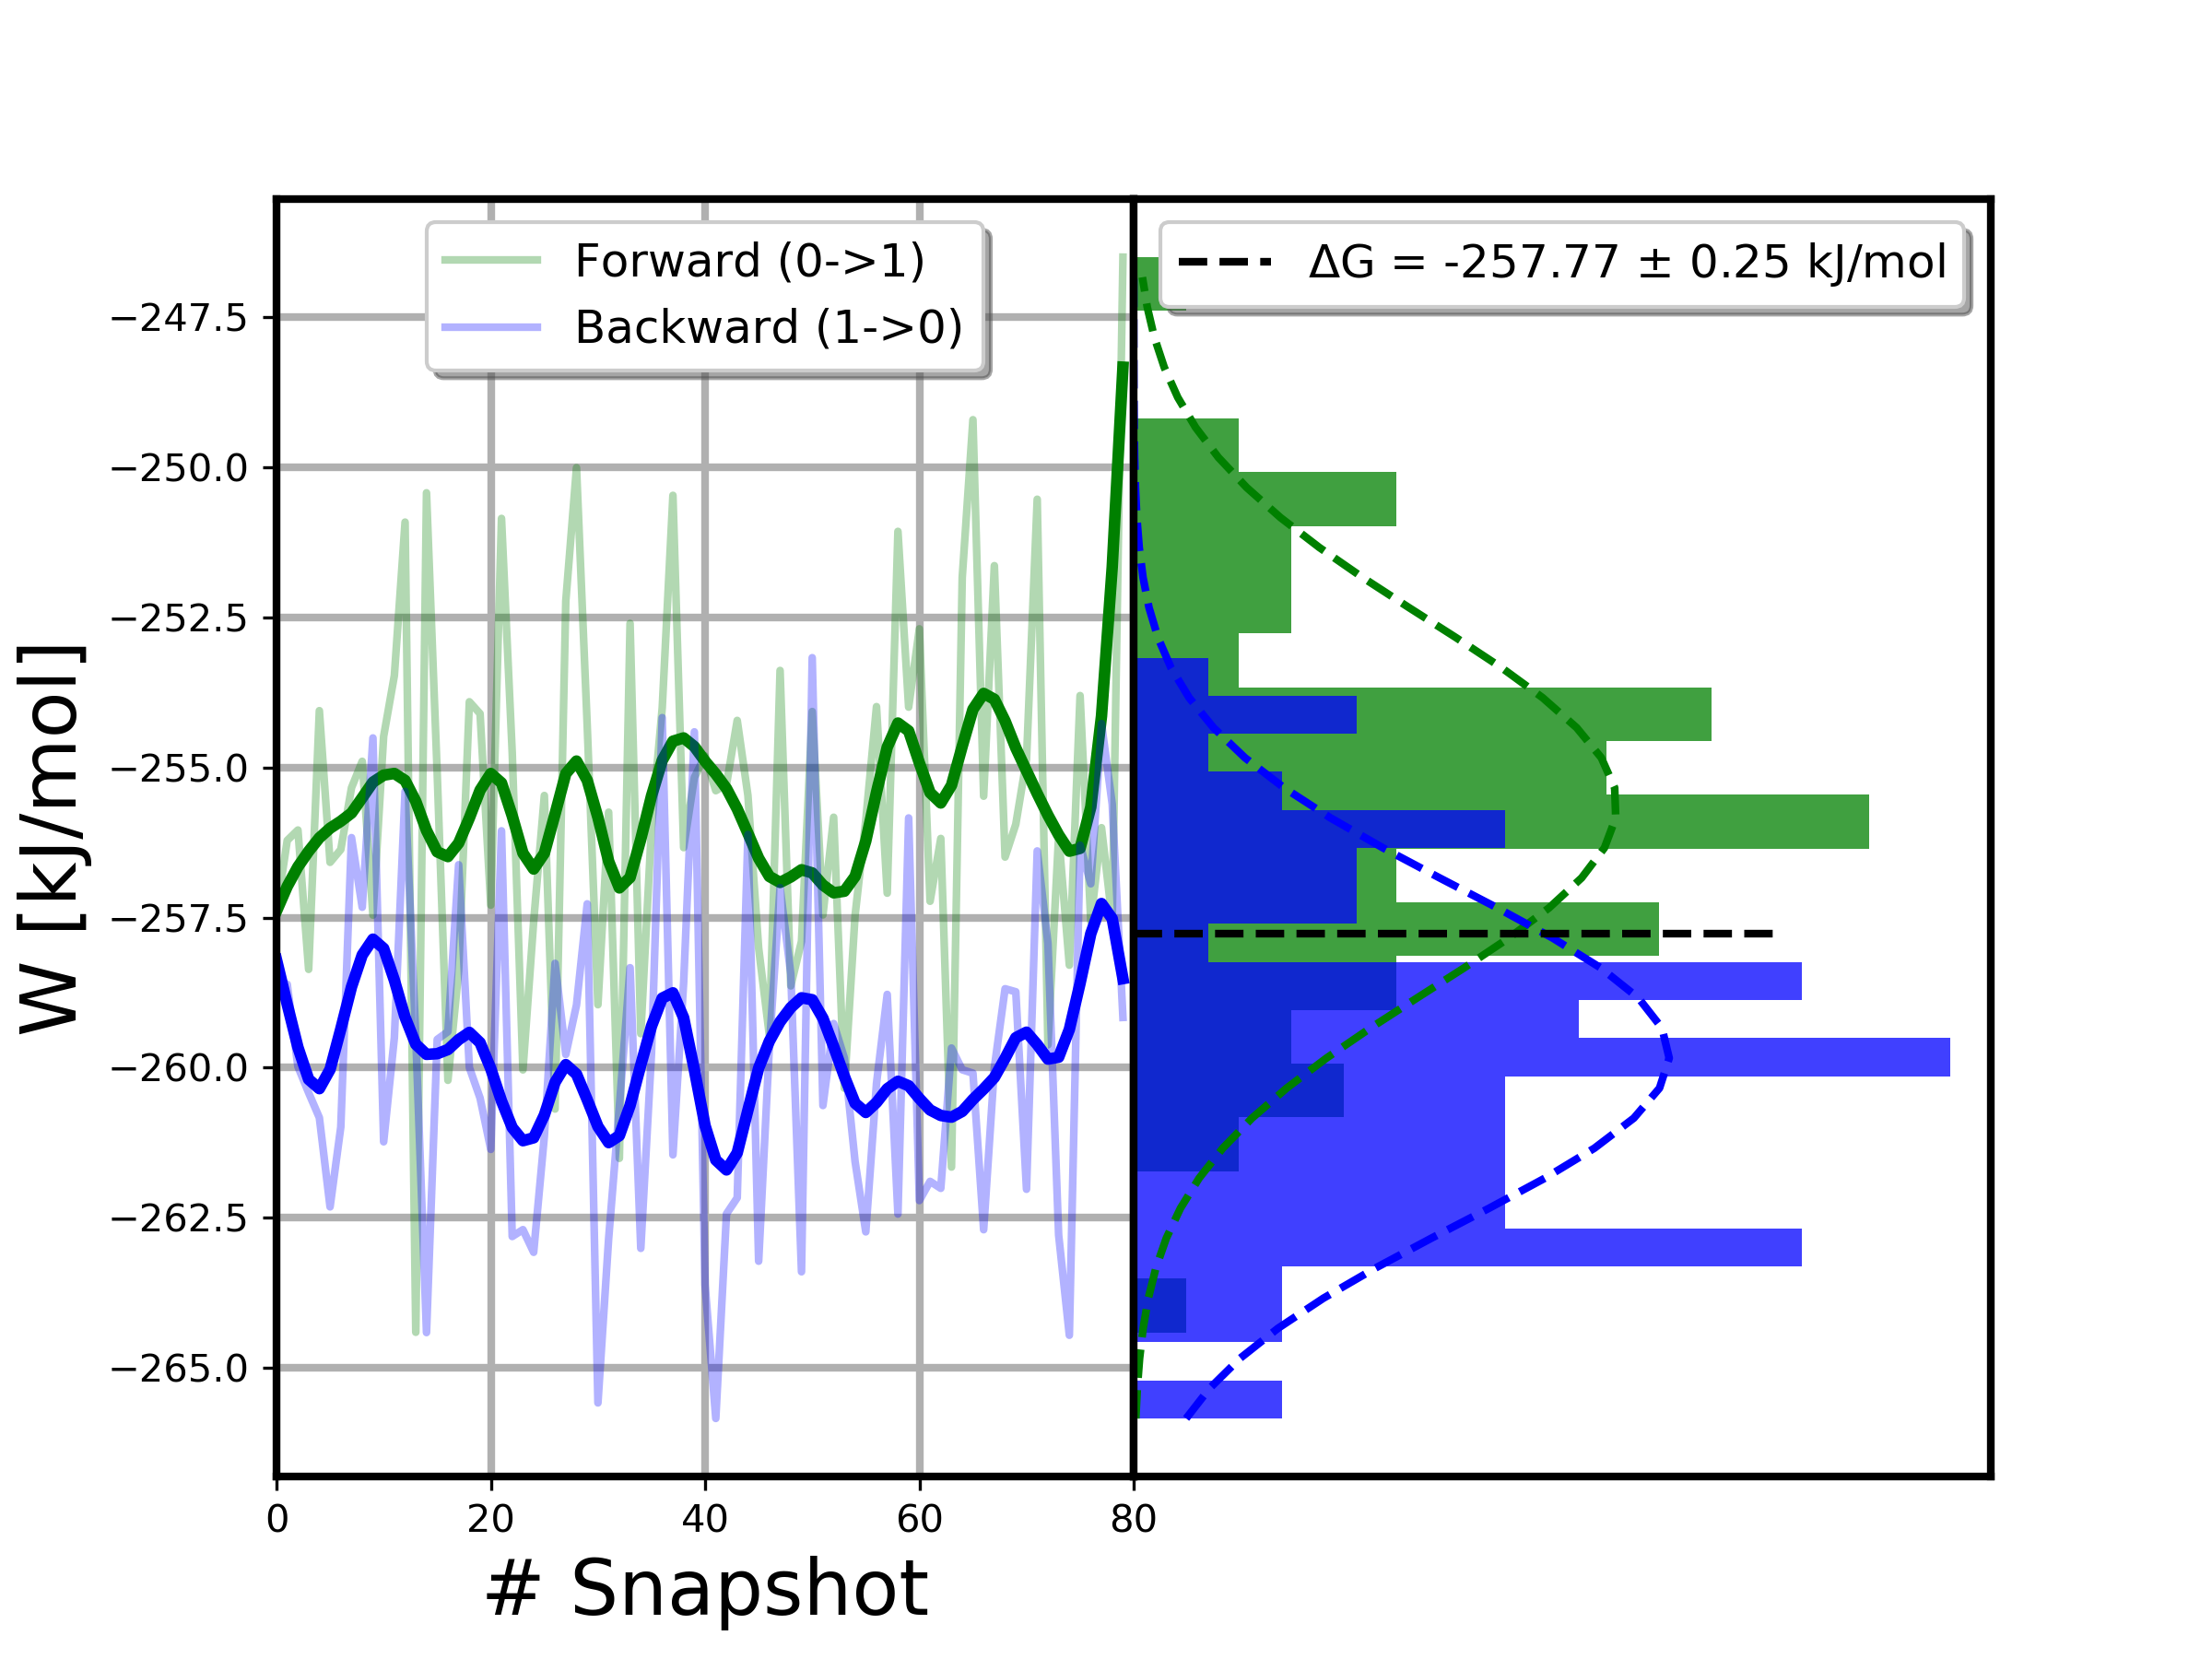 Forward (0->1)
Backward (1->0)
ΔG = -257.77 ± 0.25 kJ/mol
W [kJ/mol]
−247.5
−250.0
−252.5
−255.0
−257.5
−260.0
−262.5
−265.0
0 20 40 60 80
# Snapshot